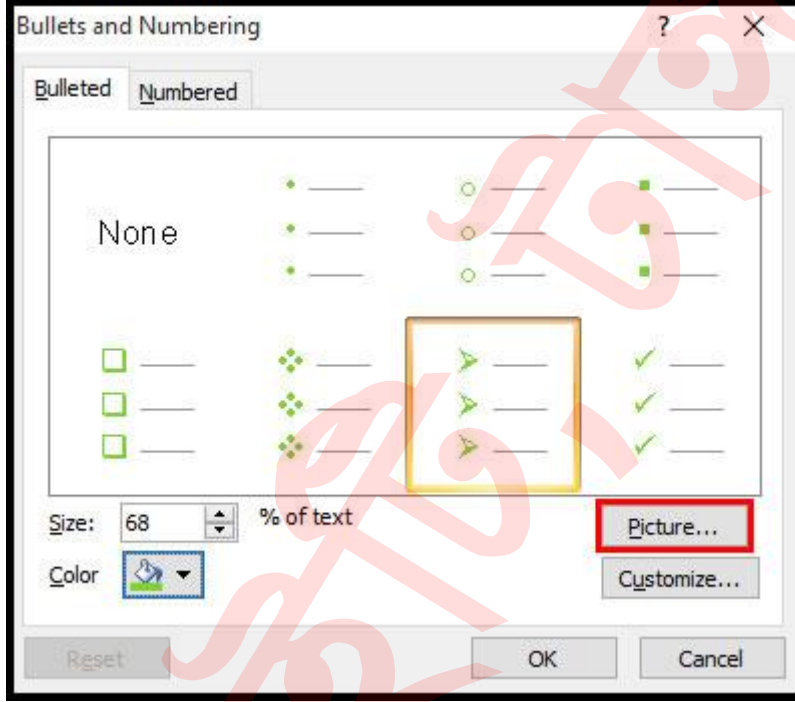 Bullets and Numbering
Bulleted Numbered
None
Size: 68 % of text Picture...
Color Customize...
Reset OK Cancel